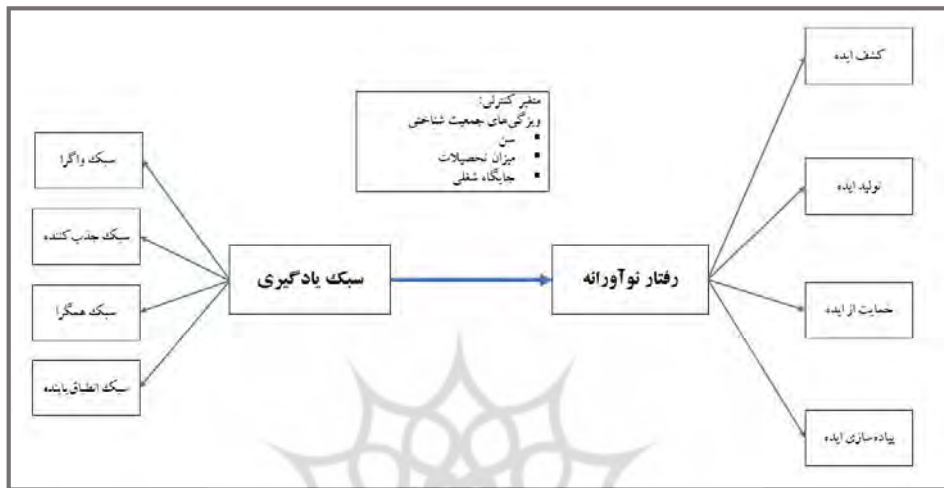 کشف ایده
متغیر کنترلی:
ویژگی‌های جمعیت شناختی
▪ سن
▪ میزان تحصیلات
▪ جایگاه شغلی
سبک واگرا
تولید ایده
سبک جذب‌کننده
رفتار نوآورانه
سبک یادگیری
سبک همگرا
حمایت از ایده
سبک انطباق‌یابنده
پیاده‌سازی ایده